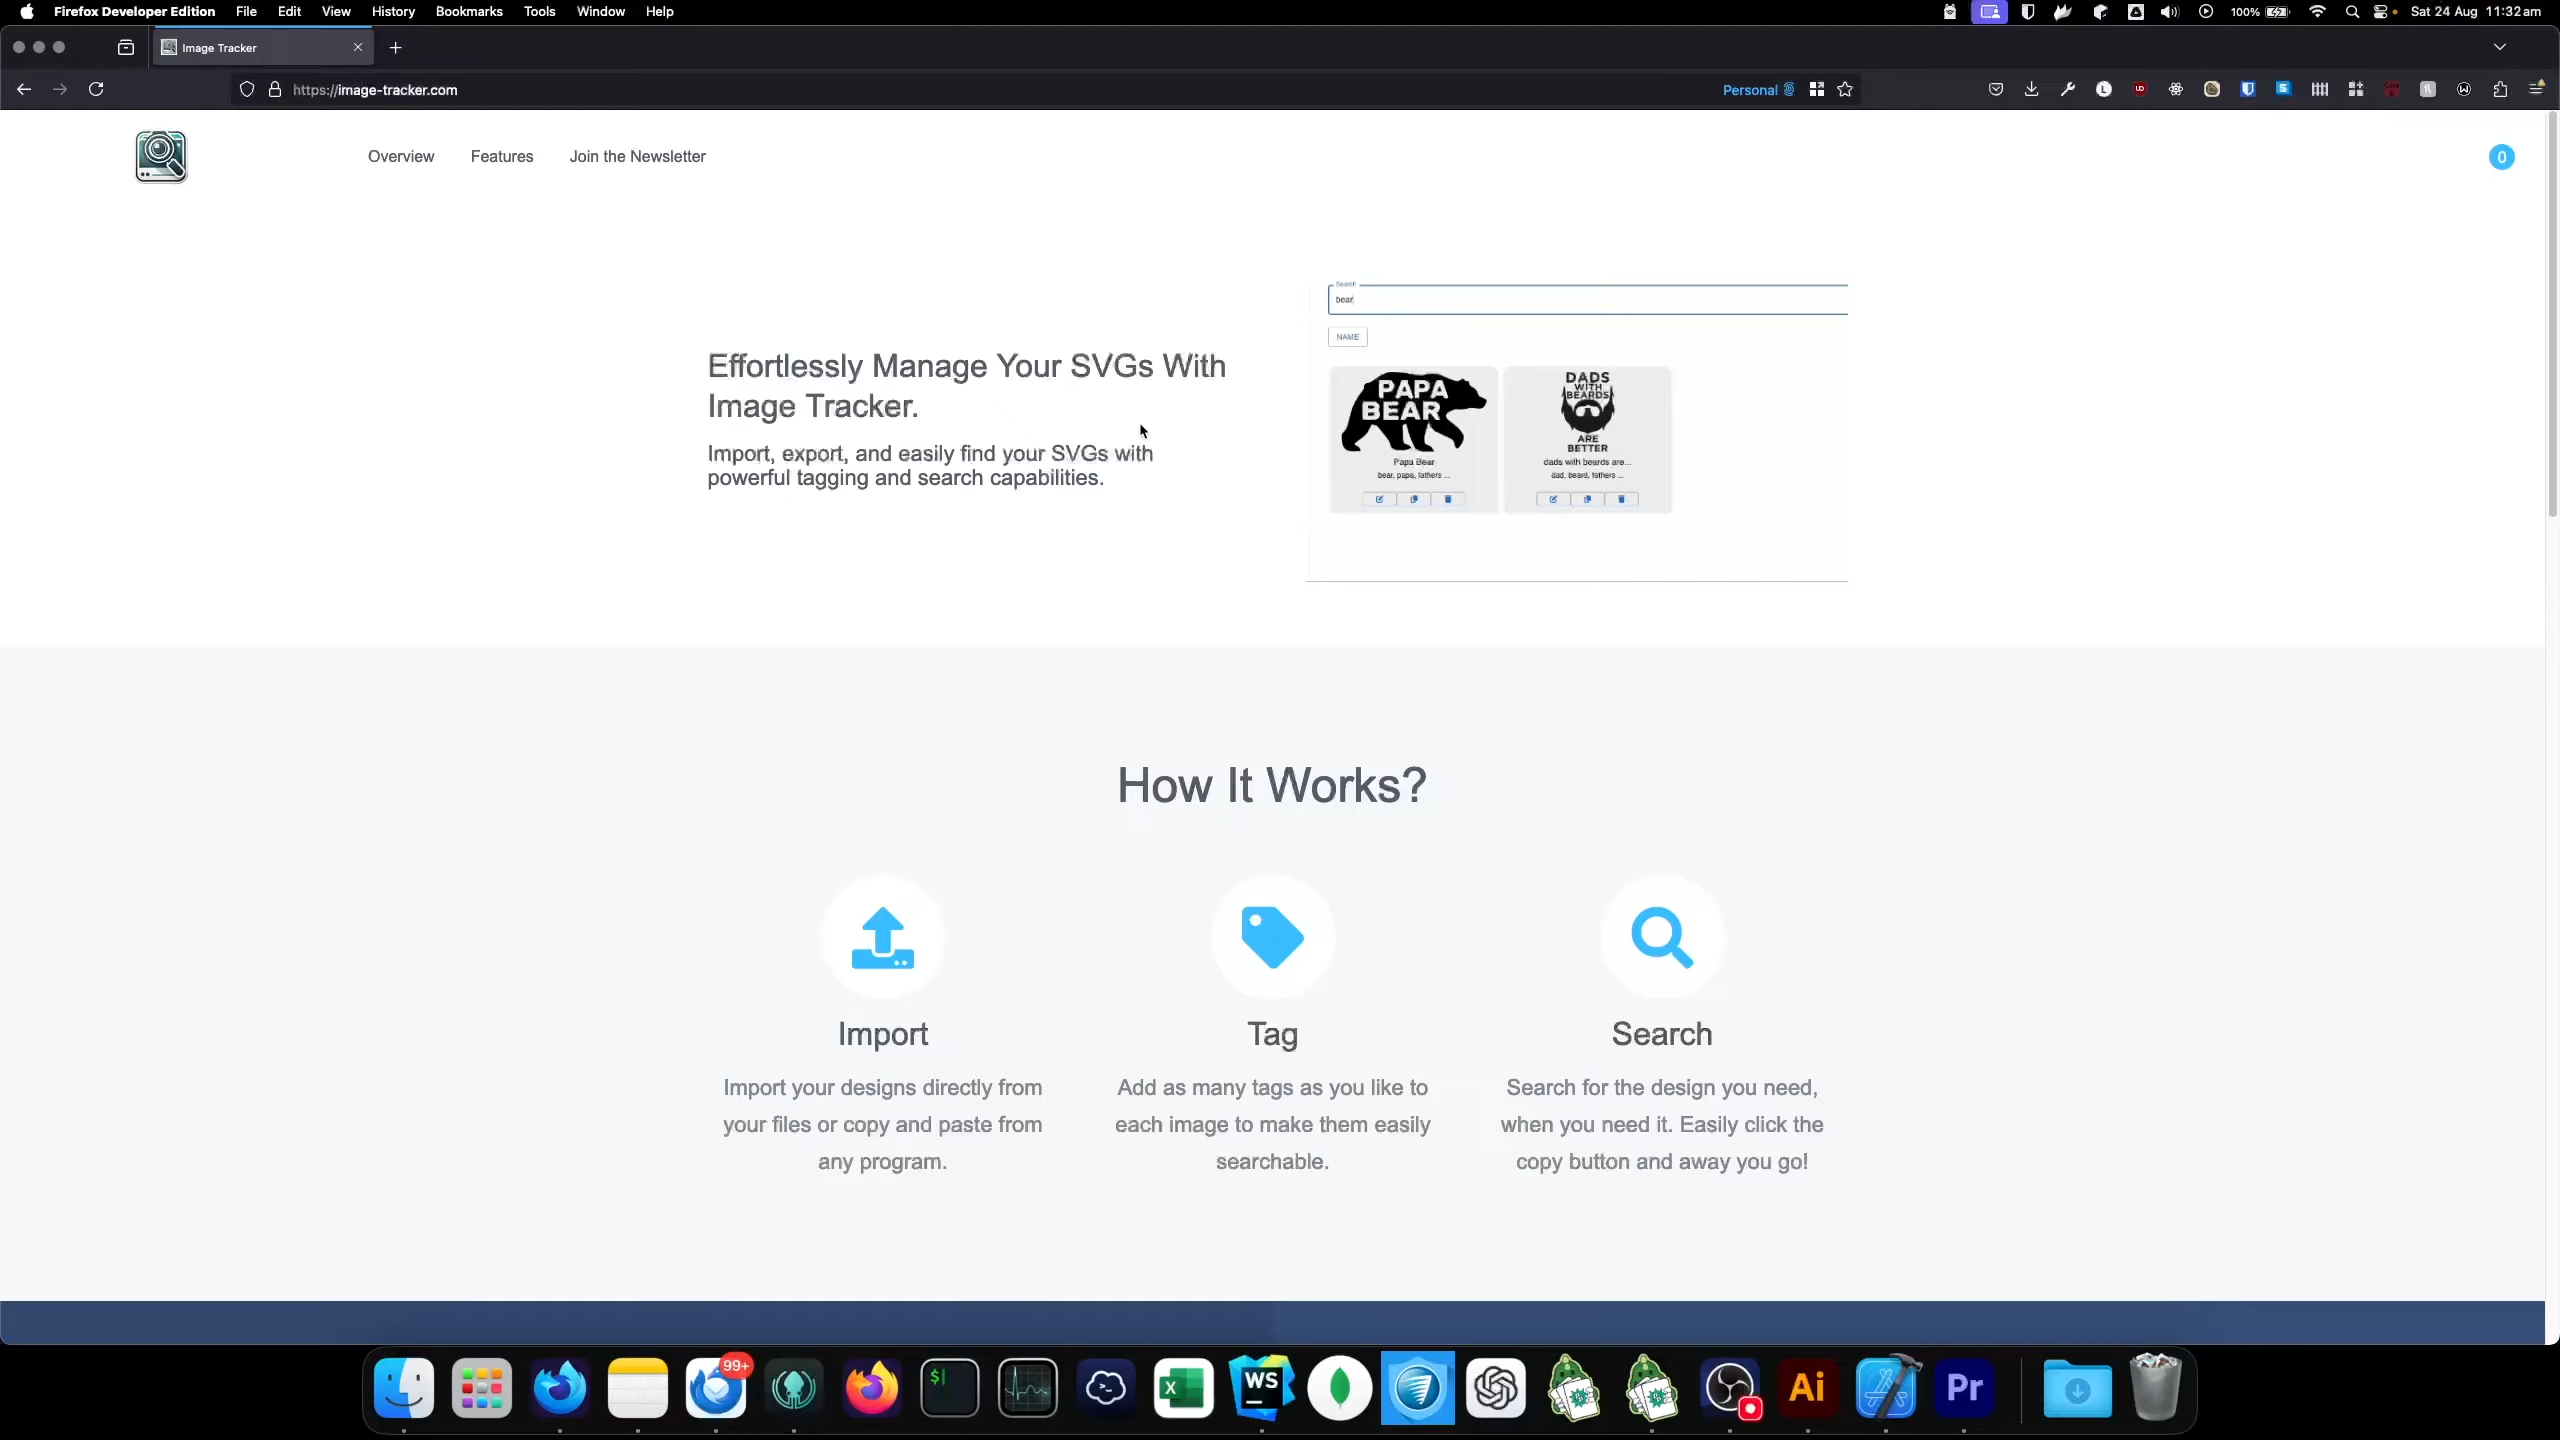 Firefox Developer Edition File Edit View History Bookmarks Tools Window Help
100% Sat 24 Aug 11:32 am
Image Tracker
https://image-tracker.com
Personal
Overview Features Join the Newsletter
0
Effortlessly Manage Your SVGs With
Image Tracker.
Import, export, and easily find your SVGs with
powerful tagging and search capabilities.
Search
bear
NAME
PAPA
BEAR
Papa Bear
bear, papa, fathers ...
DADS
WITH
BEARDS
ARE
BETTER
dads with beards are...
dad, beard, fathers ...
How It Works?
Import
Import your designs directly from
your files or copy and paste from
any program.
Tag
Add as many tags as you like to
each image to make them easily
searchable.
Search
Search for the design you need,
when you need it. Easily click the
copy button and away you go!
99+
$
X
WS
Ai
Pr